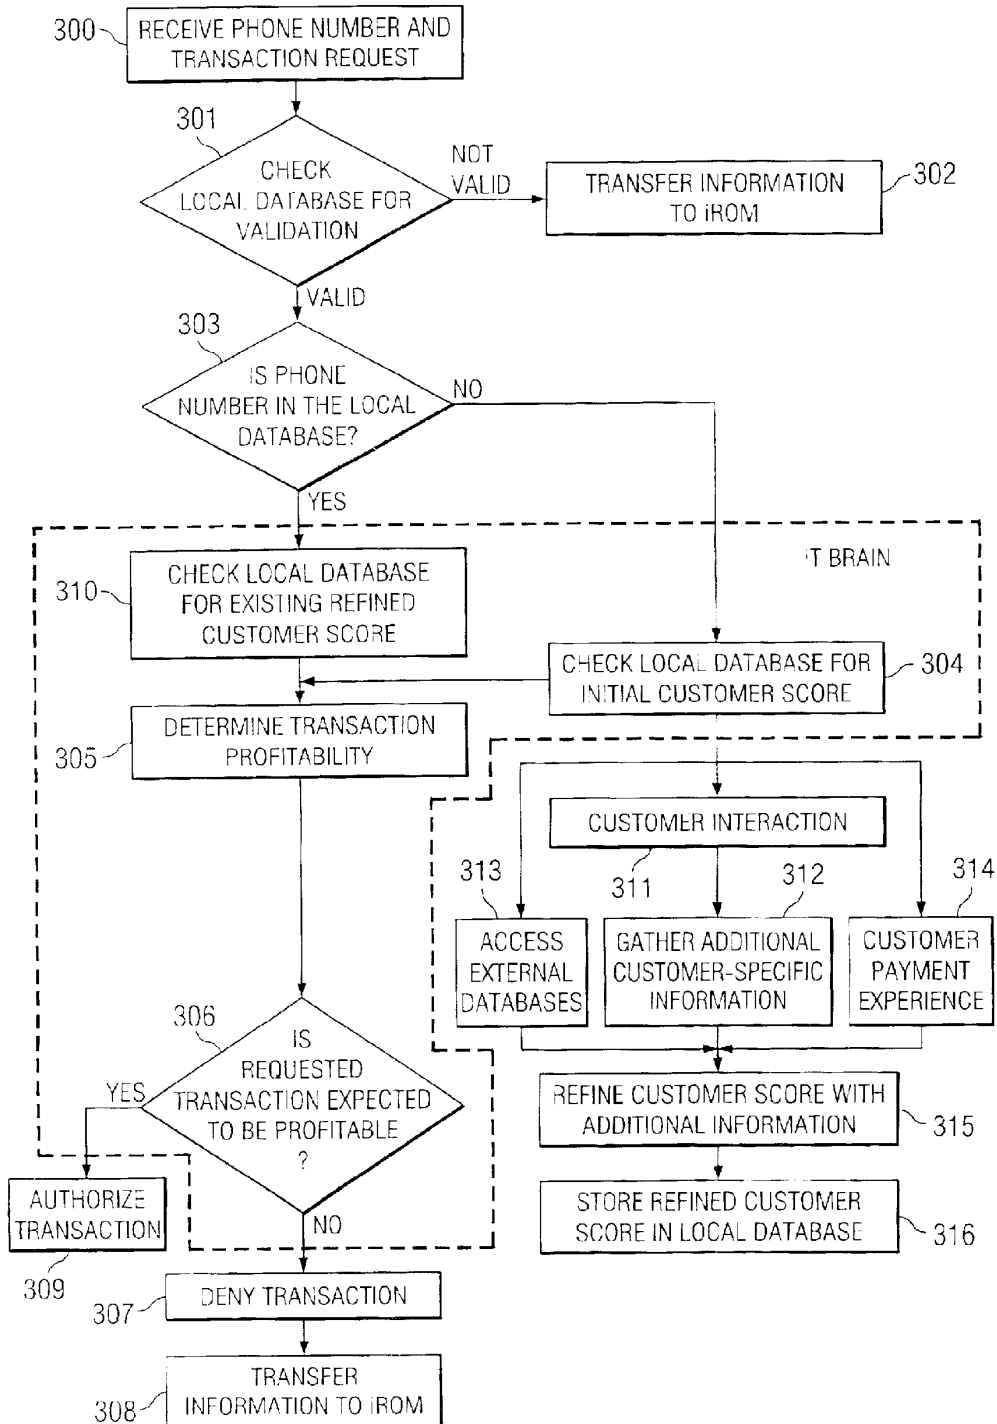 300
RECEIVE PHONE NUMBER AND
TRANSACTION REQUEST
301
CHECK
LOCAL DATABASE FOR
VALIDATION
NOT
VALID
TRANSFER INFORMATION
TO iROM
302
VALID
303
IS PHONE
NUMBER IN THE LOCAL
DATABASE?
NO
YES
'T BRAIN
310
CHECK LOCAL DATABASE
FOR EXISTING REFINED
CUSTOMER SCORE
CHECK LOCAL DATABASE FOR
INITIAL CUSTOMER SCORE
304
305
DETERMINE TRANSACTION
PROFITABILITY
CUSTOMER INTERACTION
311
313
312
314
ACCESS
EXTERNAL
DATABASES
GATHER ADDITIONAL
CUSTOMER-SPECIFIC
INFORMATION
CUSTOMER
PAYMENT
EXPERIENCE
306
IS
REQUESTED
TRANSACTION EXPECTED
TO BE PROFITABLE
?
YES
REFINE CUSTOMER SCORE WITH
ADDITIONAL INFORMATION
315
AUTHORIZE
TRANSACTION
309
NO
STORE REFINED CUSTOMER
SCORE IN LOCAL DATABASE
316
307
DENY TRANSACTION
308
TRANSFER
INFORMATION TO iROM